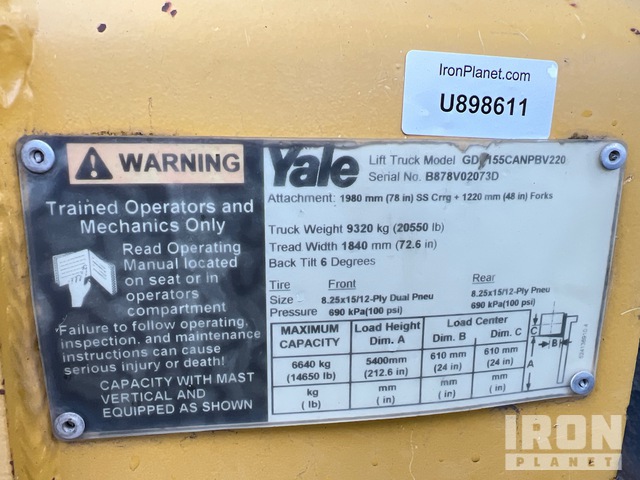 IronPlanet.com
U898611
WARNING
Trained Operators and
Mechanics Only
Read Operating
Manual located
on seat or in
operators
compartment
Failure to follow operating,
inspection, and maintenance
instructions can cause
serious injury or death!
CAPACITY WITH MAST
VERTICAL AND
EQUIPPED AS SHOWN
Yale
Lift Truck Model 155CANPBV220
Serial No. B878V02073D
Attachment: 1980 mm (78 in) SS Crrg + 1220 mm (48 in) Forks
Truck Weight 9320 kg (20550 lb)
Tread Width 1840 mm (72.6 in)
Back Tilt 6 Degrees
Tire Front Rear
Size 8.25x15/12-Ply Dual Pneu 8.25x15/12-Ply Pneu
Pressure 690 kPa(100 psi) 690 kPa(100 psi)
MAXIMUM CAPACITY Load Height Dim. A Load Center Dim. B Dim. C
6640 kg 5400mm 610 mm 610 mm
(14650 lb) (212.6 in) (24 in) (24 in)
kg mm mm mm
( lb) ( in) ( in) ( in)
C
B
A
IRON
PLANET